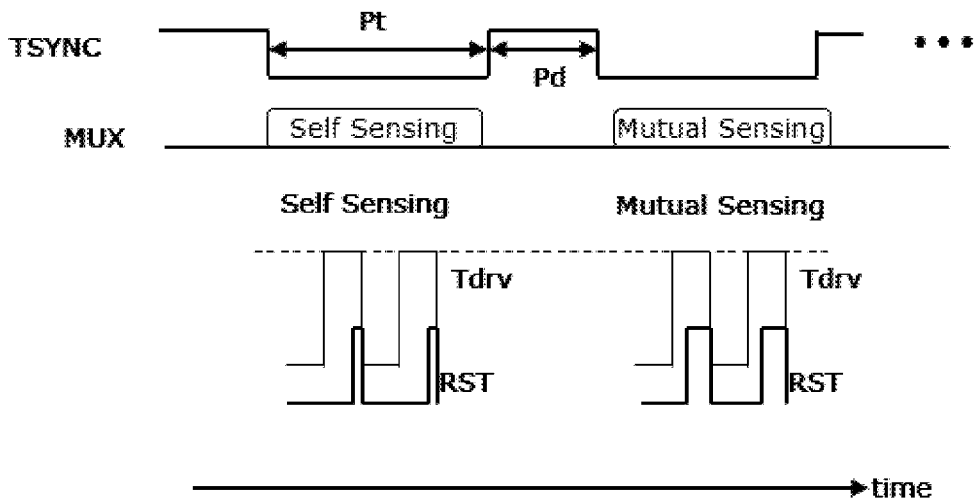 Pt
TSYNC
Pd
MUX
Self Sensing
Mutual Sensing
Self Sensing
Mutual Sensing
Tdrv
Tdrv
RST
RST
time